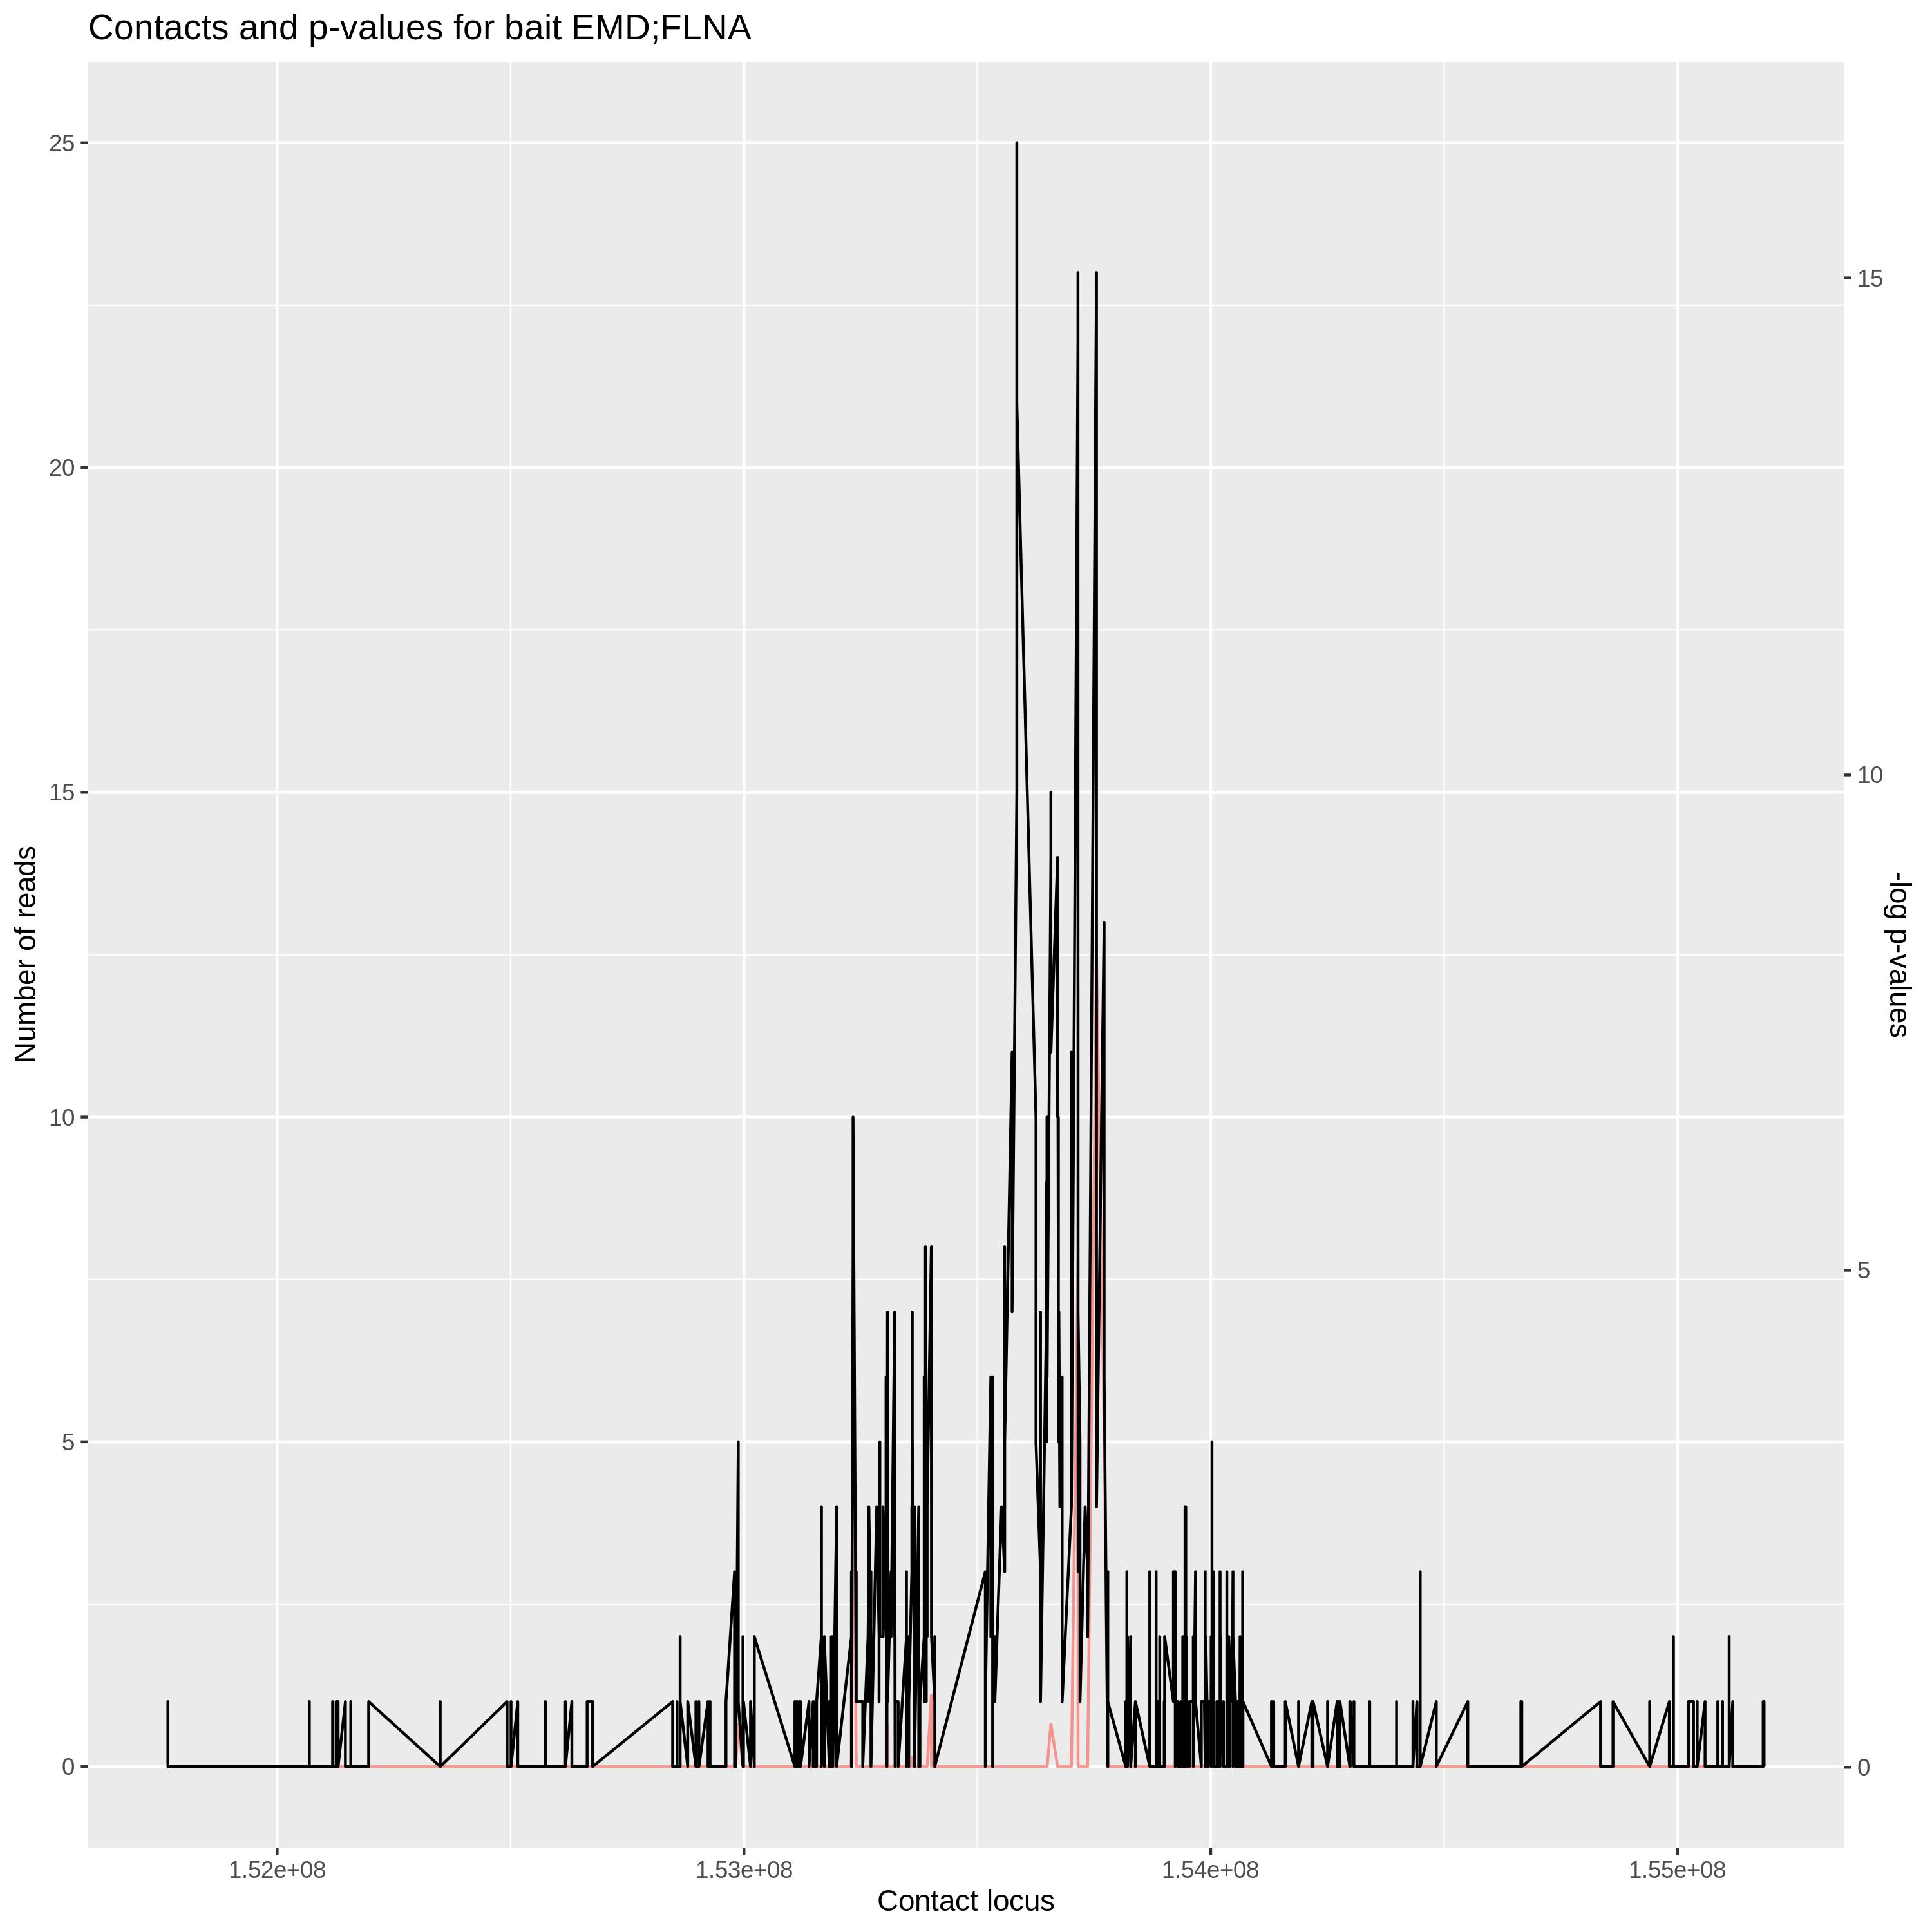 Contacts and p-values for bait EMD;FLNA
25
20
15
10
5
0
Number of reads
15
10
5
0
-log p-values
1.52e+08
1.53e+08
1.54e+08
1.55e+08
Contact locus